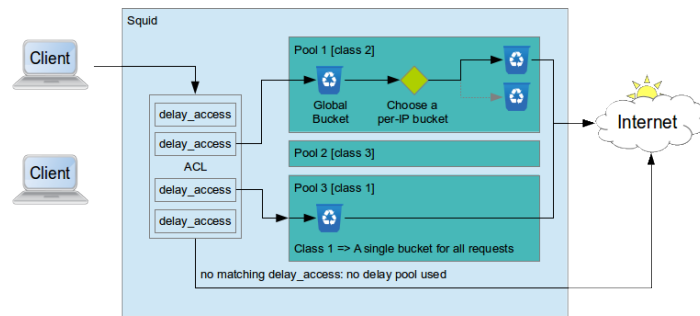 Squid
Client
Client
delay_access
delay_access
ACL
delay_access
delay_access
Pool 1 [class 2]
Global
Bucket
Choose a
per-IP bucket
Pool 2 [class 3]
Pool 3 [class 1]
Class 1 => A single bucket for all requests
no matching delay_access: no delay pool used
Internet